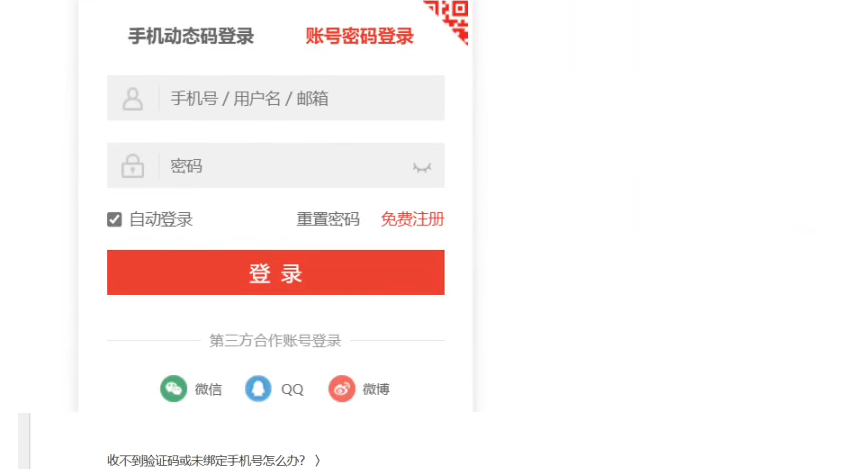 手机动态码登录 账号密码登录
手机号 / 用户名 / 邮箱
密码
自动登录 重置密码 免费注册
登 录
第三方合作账号登录
微信 QQ 微博
收不到验证码或未绑定手机号怎么办? 〉